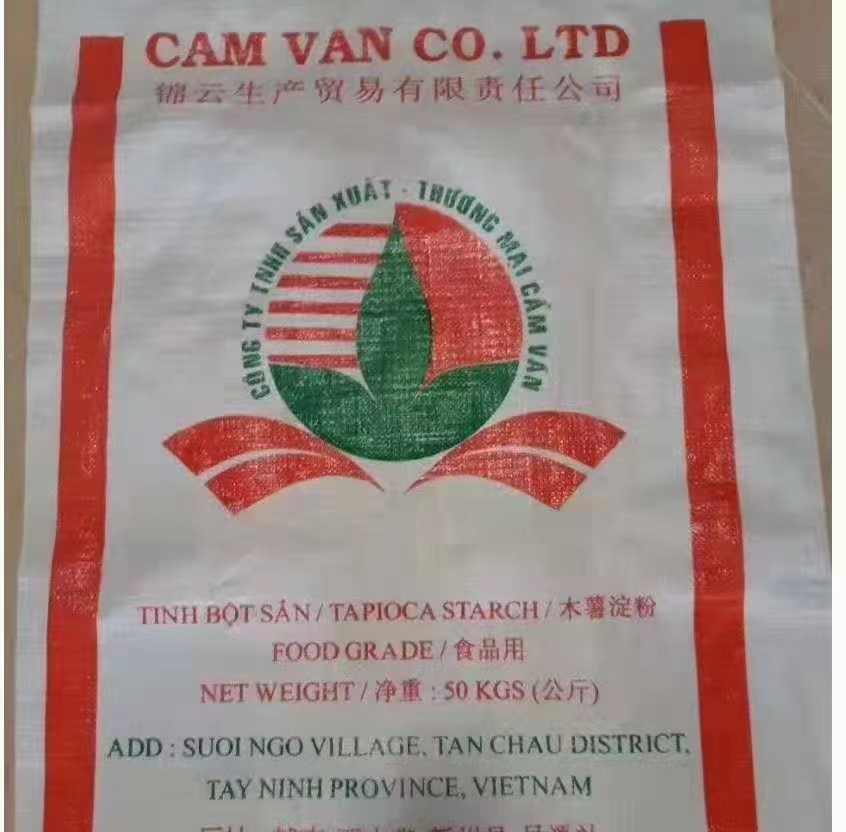 CAM VAN CO. LTD
锦云生产贸易有限责任公司
CÔNG TY TNHH SẢN XUẤT - THƯƠNG MẠI CẨM VÂN
TINH BỘT SẮN / TAPIOCA STARCH / 木薯淀粉
FOOD GRADE / 食品用
NET WEIGHT / 净重 : 50 KGS (公斤)
ADD : SUOI NGO VILLAGE, TAN CHAU DISTRICT,
TAY NINH PROVINCE, VIETNAM